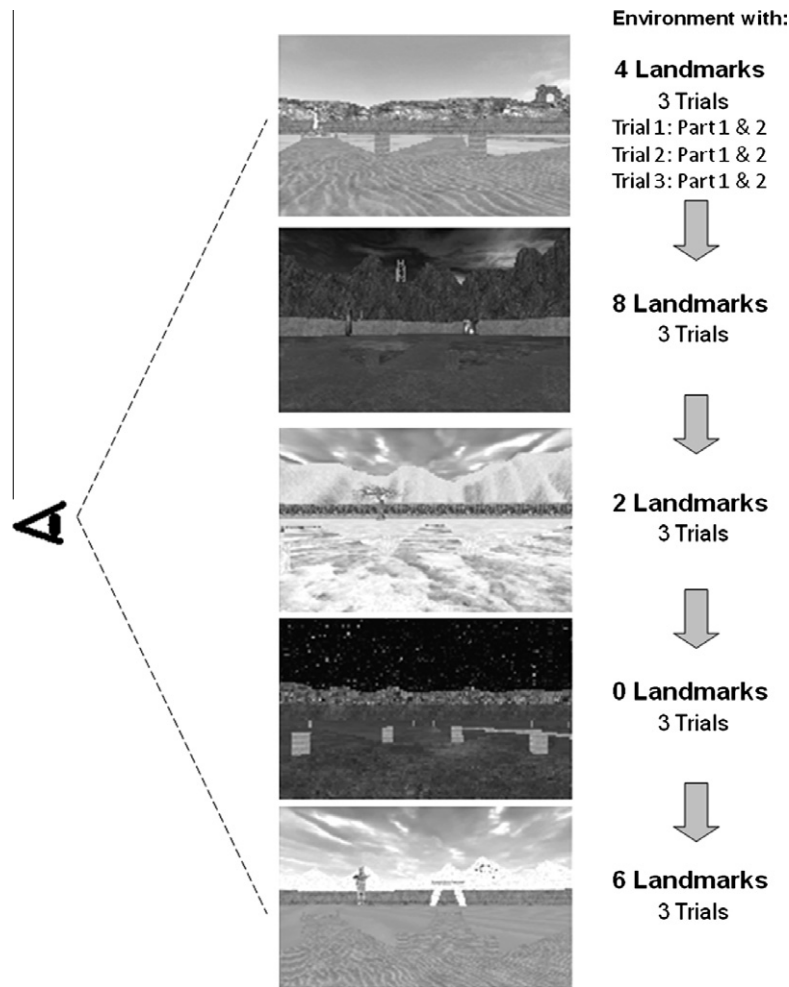 Environment with:
4 Landmarks
3 Trials
Trial 1: Part 1 & 2
Trial 2: Part 1 & 2
Trial 3: Part 1 & 2
8 Landmarks
3 Trials
2 Landmarks
3 Trials
0 Landmarks
3 Trials
6 Landmarks
3 Trials